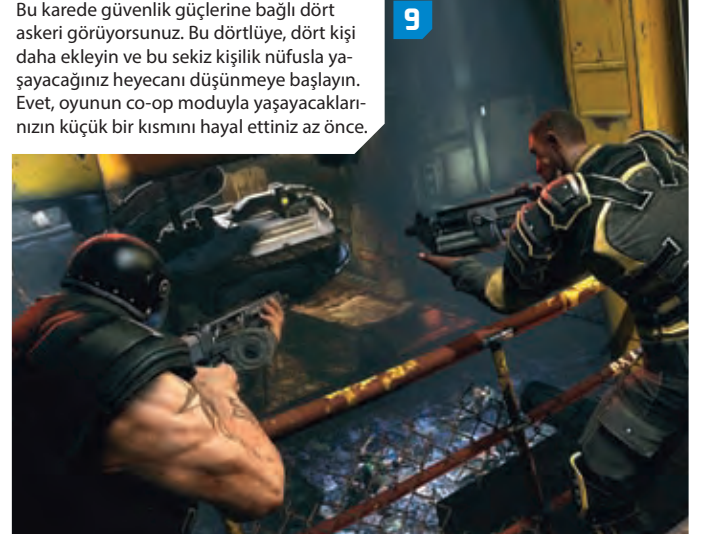 Bu karede güvenlik güçlerine bağlı dört
askeri görüyorsunuz. Bu dörtlüye, dört kişi
daha ekleyin ve bu sekiz kişilik nüfusla ya-
şayacağınız heyecanı düşünmeye başlayın.
Evet, oyunun co-op moduyla yaşayacakları-
nızın küçük bir kısmını hayal ettiniz az önce.
9